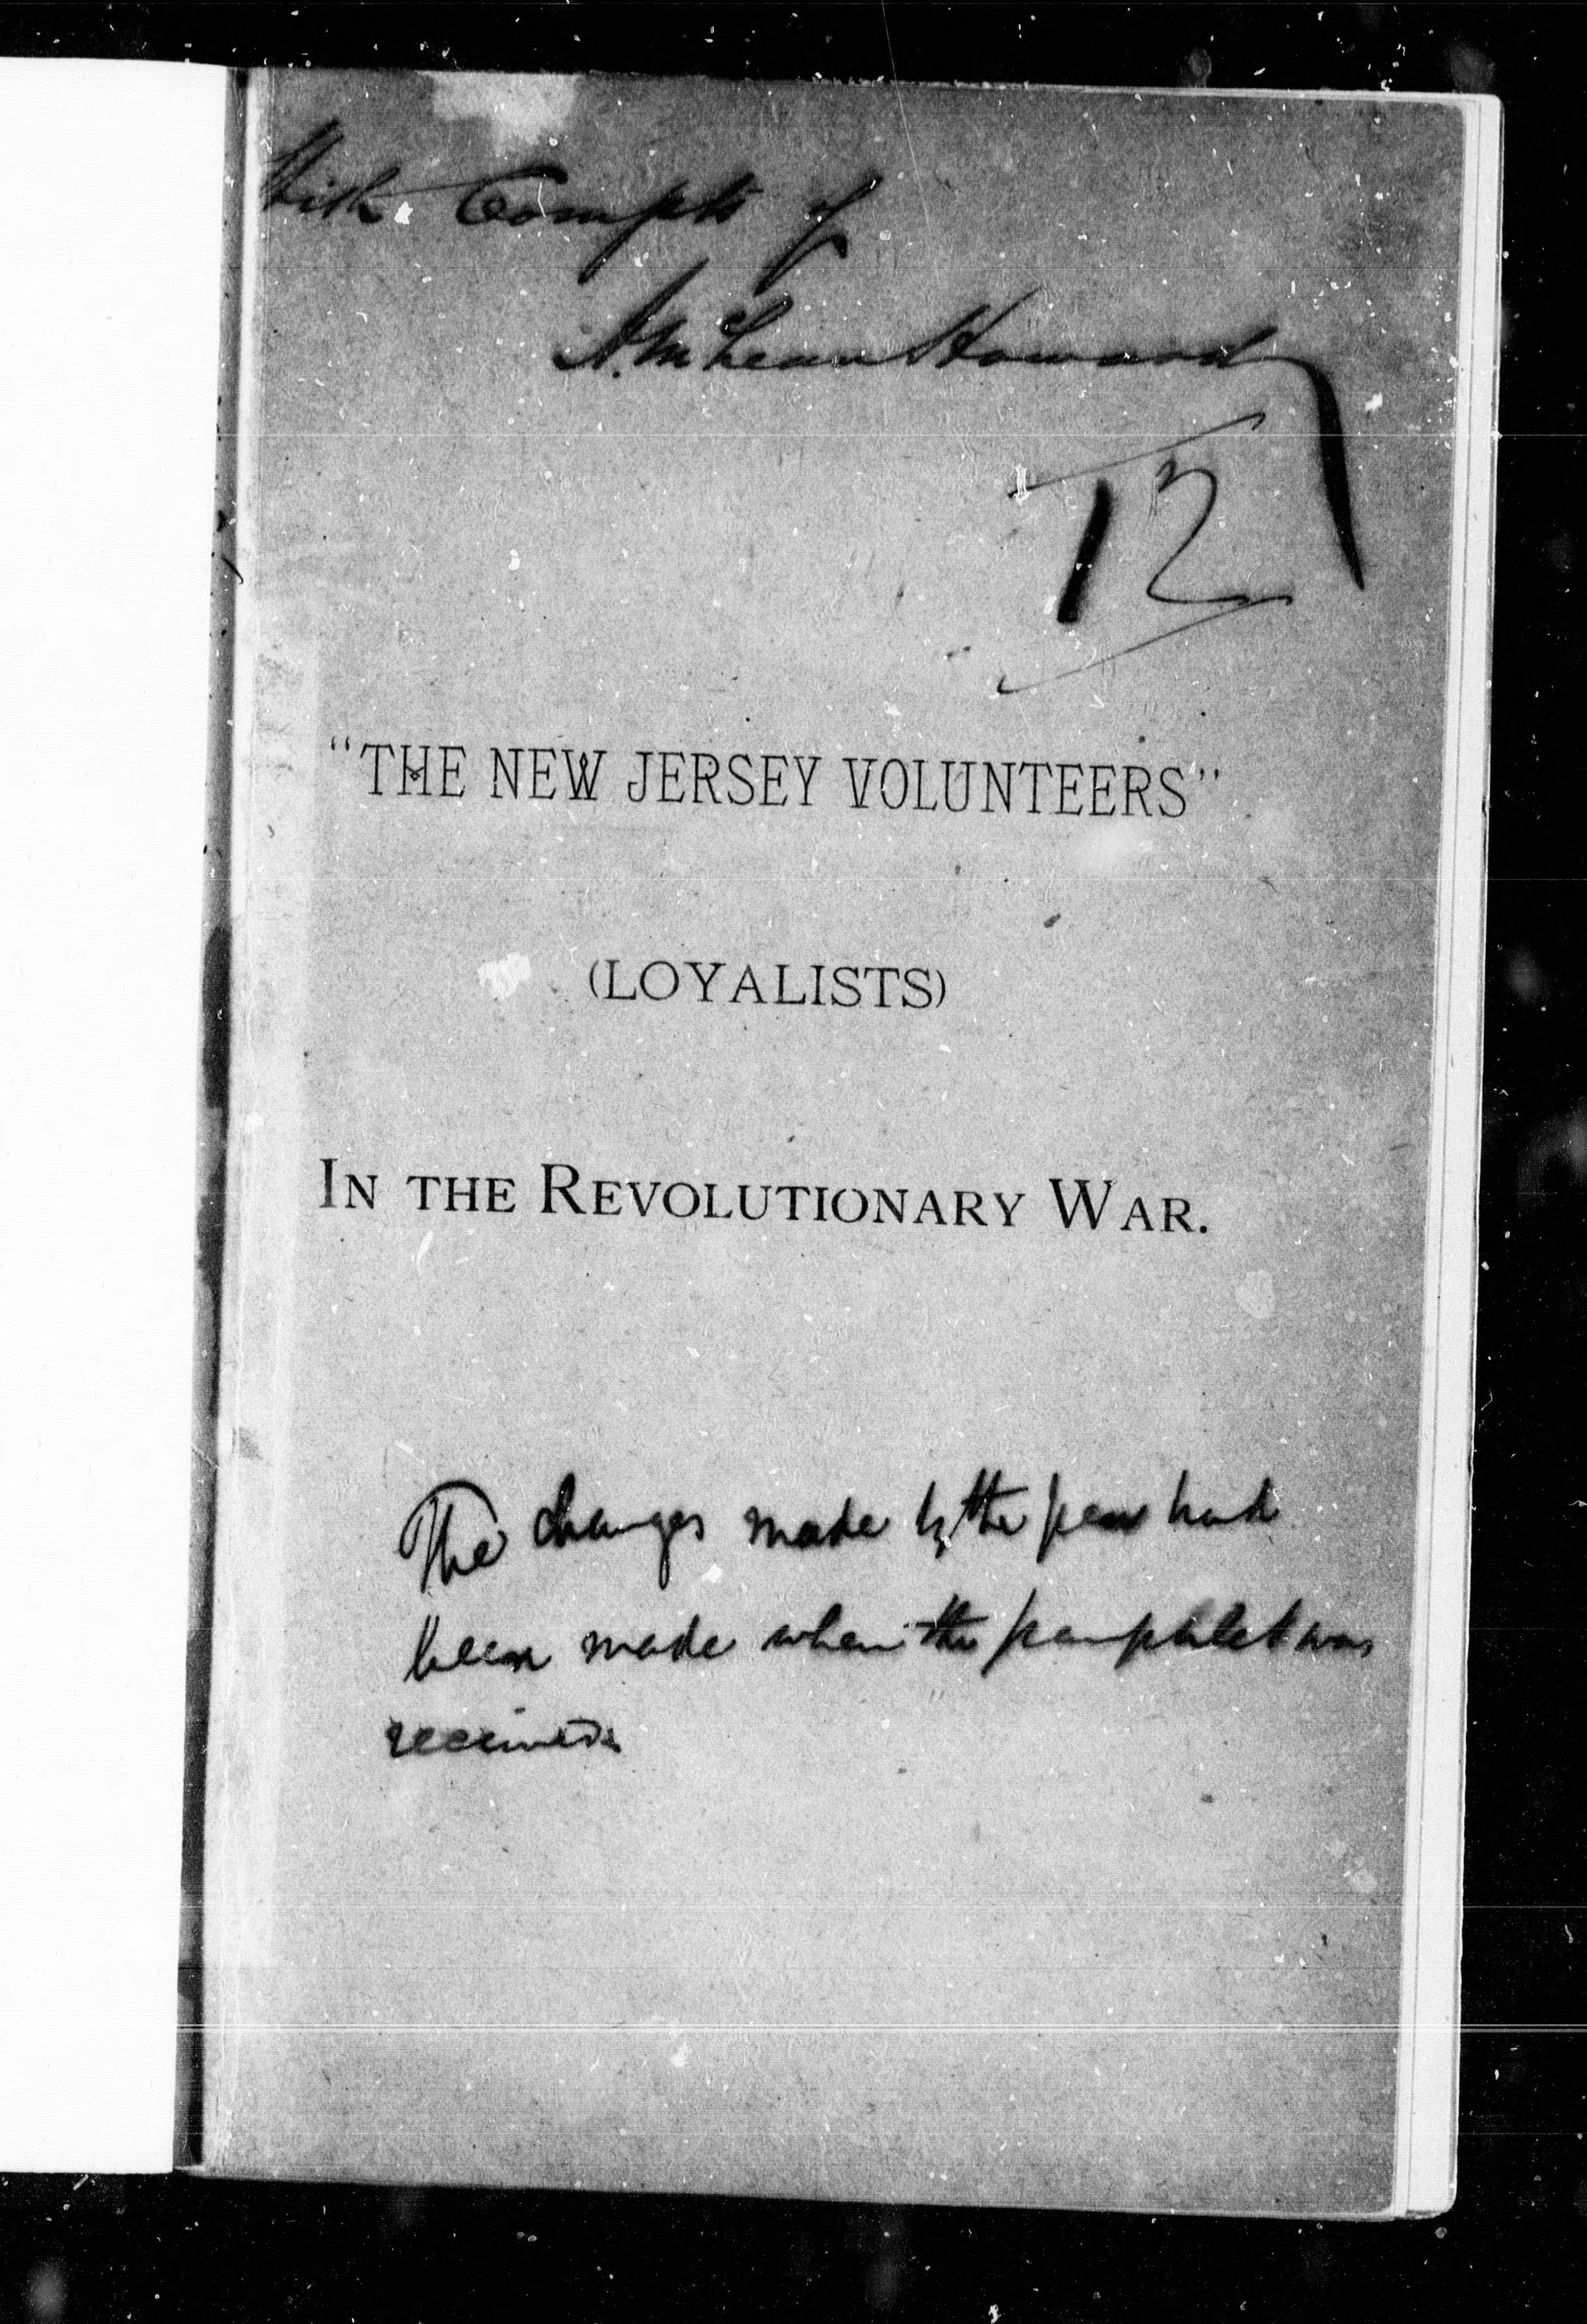 With Compts of
A. McLean Howard
12
"THE NEW JERSEY VOLUNTEERS"
(LOYALISTS)
IN THE REVOLUTIONARY WAR.
The changes made by the pen had
been made when the pamphlet was
received